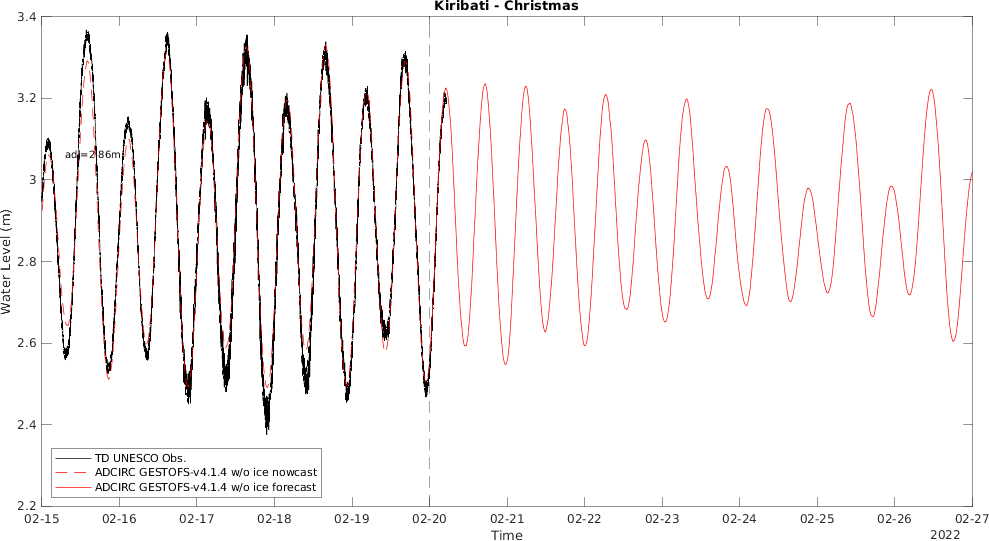 Kiribati - Christmas
3.4
3.2
3
2.8
2.6
2.4
2.2
Water Level (m)
adj=2.86m
TD UNESCO Obs.
ADCIRC GESTOFS-v4.1.4 w/o ice nowcast
ADCIRC GESTOFS-v4.1.4 w/o ice forecast
02-15 02-16 02-17 02-18 02-19 02-20 02-21 02-22 02-23 02-24 02-25 02-26 02-27
Time
2022